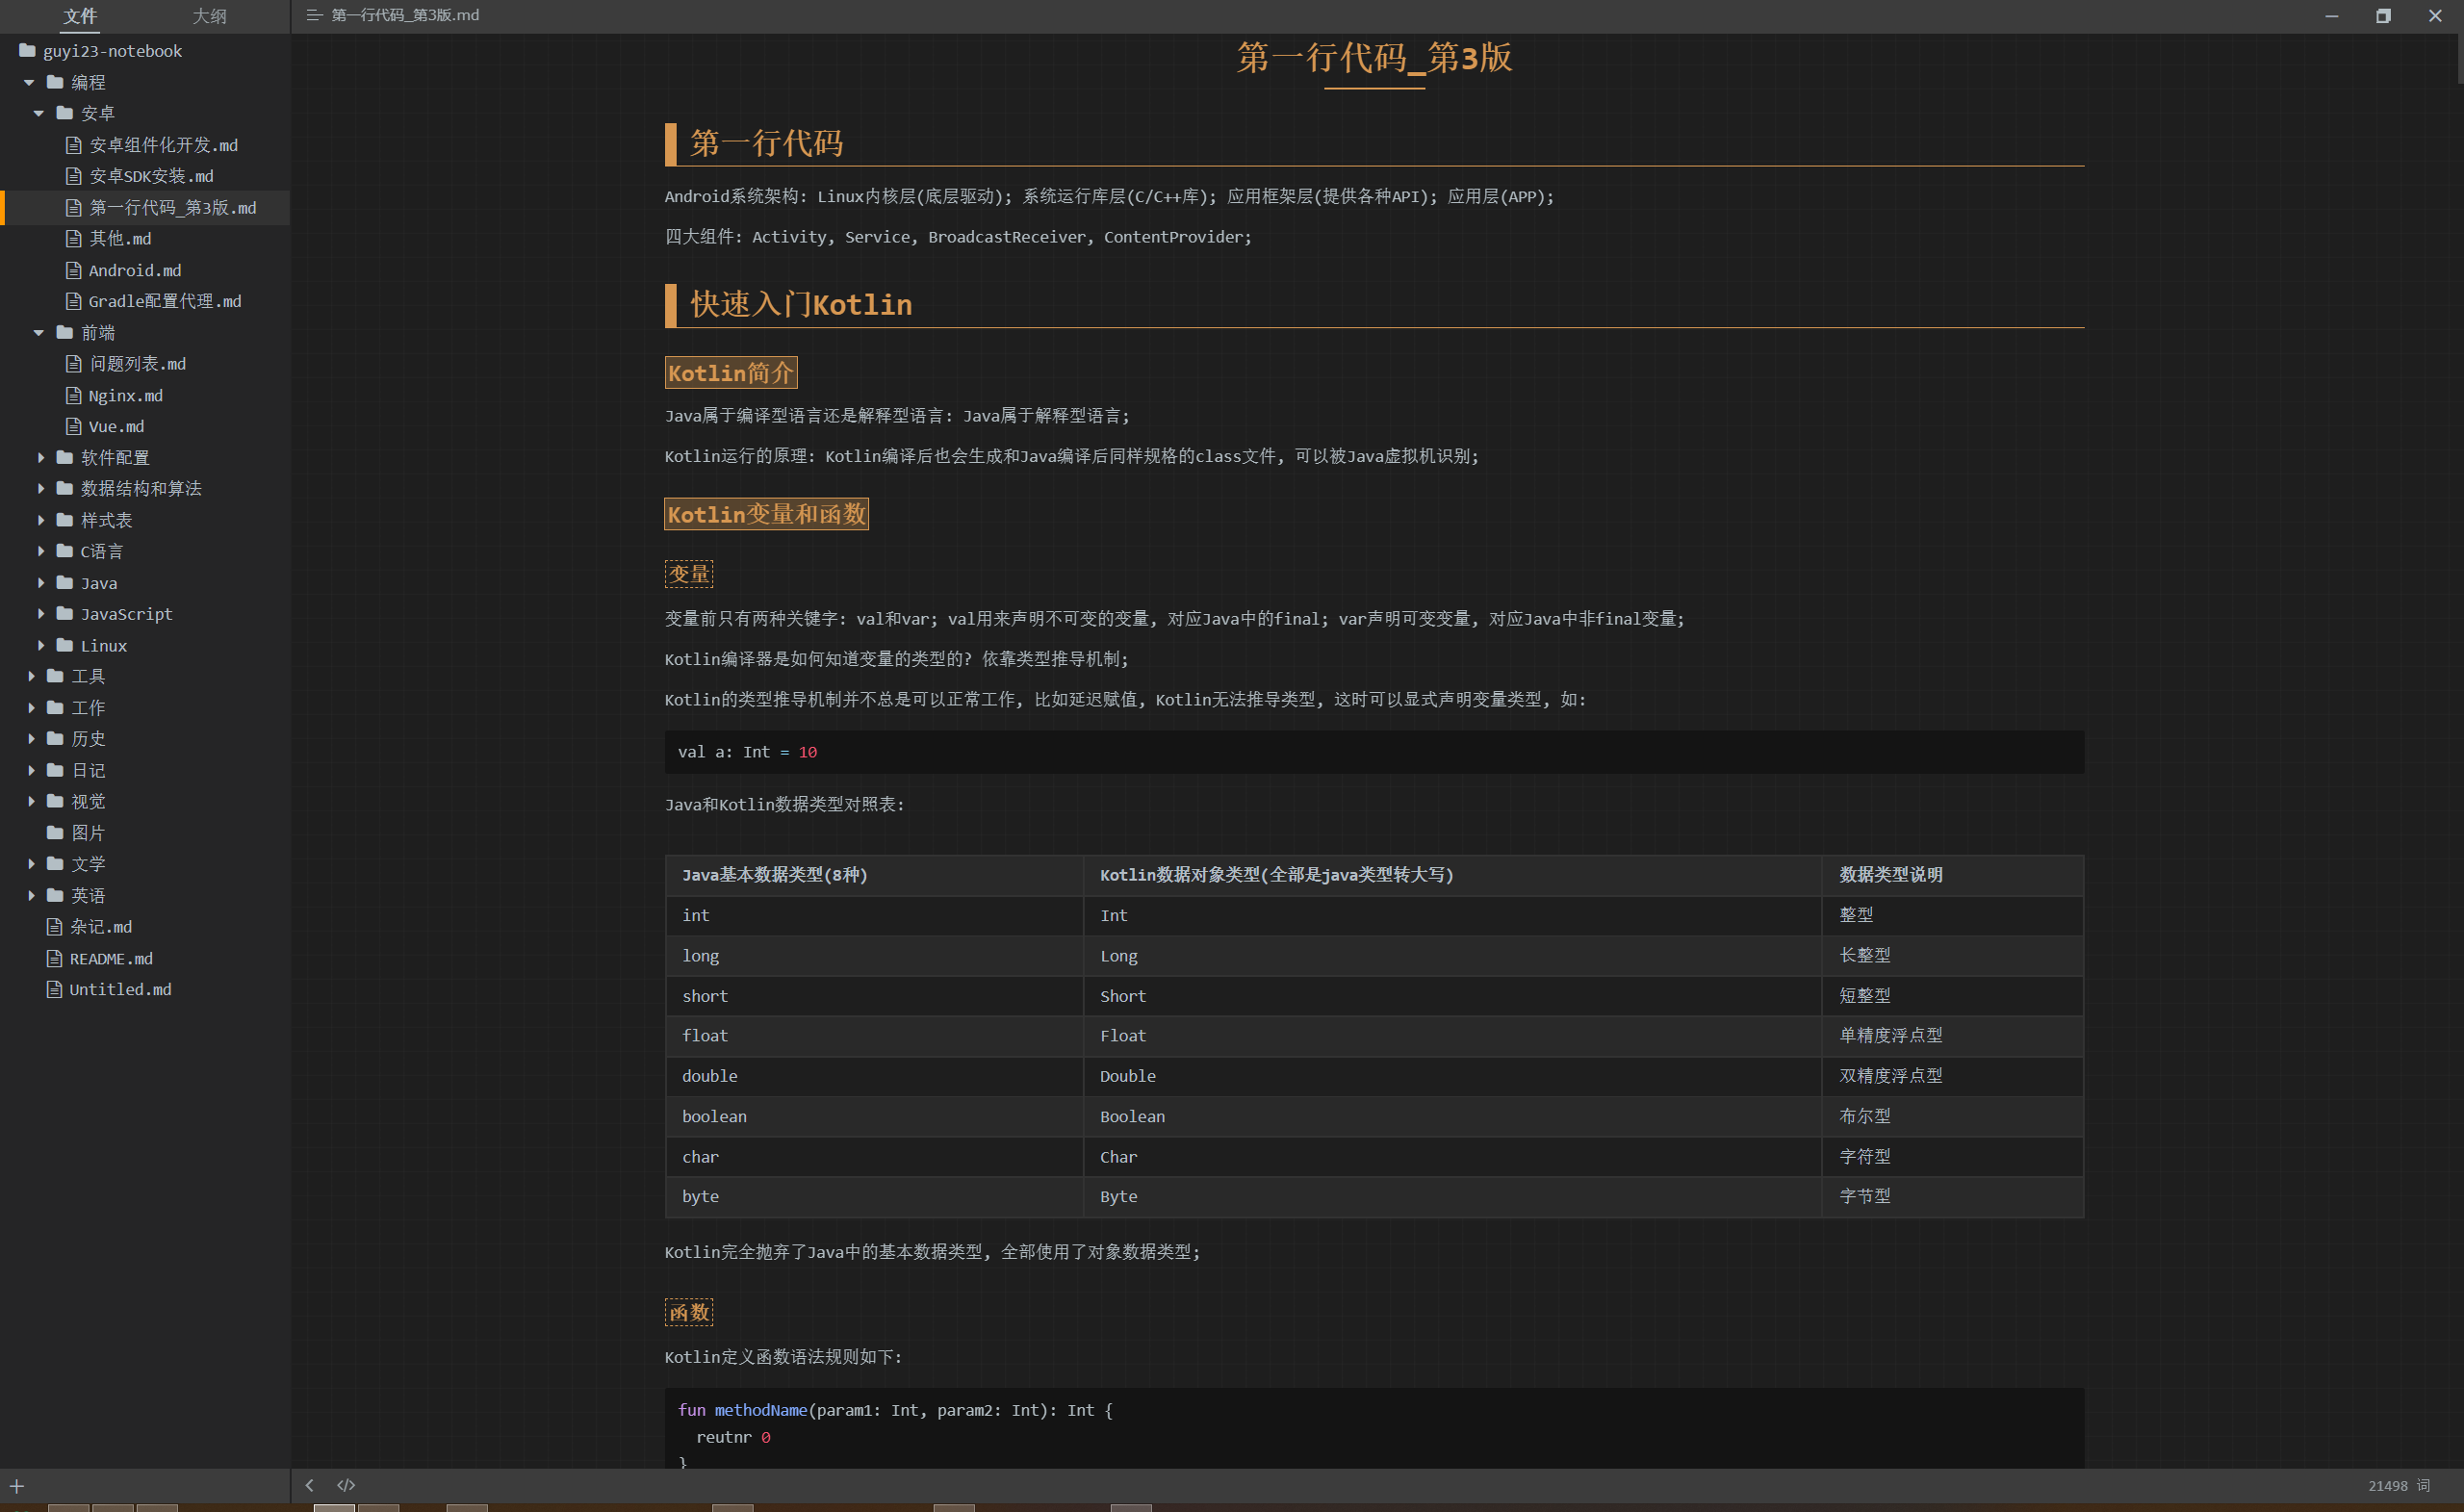 文件 大纲
guyi23-notebook
编程
安卓
安卓组件化开发.md
安卓SDK安装.md
第一行代码_第3版.md
其他.md
Android.md
Gradle配置代理.md
前端
问题列表.md
Nginx.md
Vue.md
软件配置
数据结构和算法
样式表
C语言
Java
JavaScript
Linux
工具
工作
历史
日记
视觉
图片
文学
英语
杂记.md
README.md
Untitled.md
第一行代码_第3版.md
第一行代码_第3版
第一行代码
Android系统架构: Linux内核层(底层驱动); 系统运行库层(C/C++库); 应用框架层(提供各种API); 应用层(APP);
四大组件: Activity, Service, BroadcastReceiver, ContentProvider;
快速入门Kotlin
Kotlin简介
Java属于编译型语言还是解释型语言: Java属于解释型语言;
Kotlin运行的原理: Kotlin编译后也会生成和Java编译后同样规格的class文件, 可以被Java虚拟机识别;
Kotlin变量和函数
变量
变量前只有两种关键字: val和var; val用来声明不可变的变量, 对应Java中的final; var声明可变变量, 对应Java中非final变量;
Kotlin编译器是如何知道变量的类型的? 依靠类型推导机制;
Kotlin的类型推导机制并不总是可以正常工作, 比如延迟赋值, Kotlin无法推导类型, 这时可以显式声明变量类型, 如:
val a: Int = 10
Java和Kotlin数据类型对照表:
Java基本数据类型(8种) Kotlin数据对象类型(全部是java类型转大写) 数据类型说明
int Int 整型
long Long 长整型
short Short 短整型
float Float 单精度浮点型
double Double 双精度浮点型
boolean Boolean 布尔型
char Char 字符型
byte Byte 字节型
Kotlin完全抛弃了Java中的基本数据类型, 全部使用了对象数据类型;
函数
Kotlin定义函数语法规则如下:
fun methodName(param1: Int, param2: Int): Int {
reutnr 0
}
21498 词